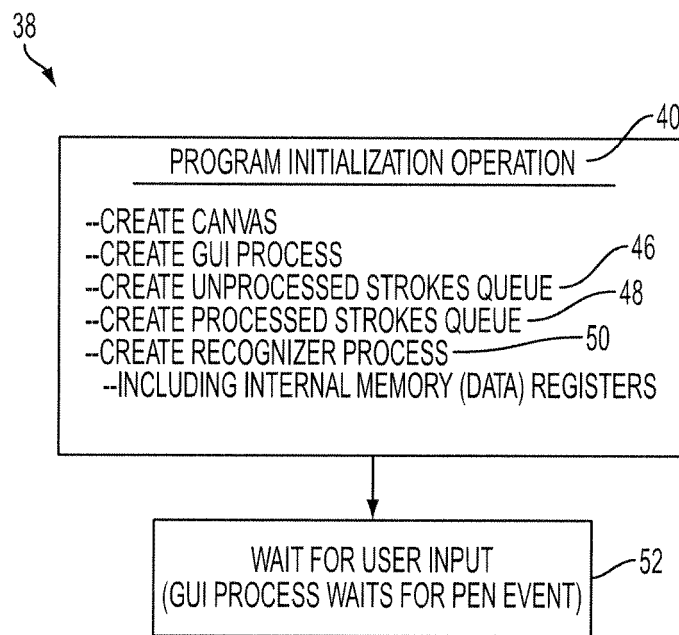 38
40
PROGRAM INITIALIZATION OPERATION
--CREATE CANVAS
--CREATE GUI PROCESS
--CREATE UNPROCESSED STROKES QUEUE 46
--CREATE PROCESSED STROKES QUEUE 48
--CREATE RECOGNIZER PROCESS 50
--INCLUDING INTERNAL MEMORY (DATA) REGISTERS
WAIT FOR USER INPUT
(GUI PROCESS WAITS FOR PEN EVENT) 52